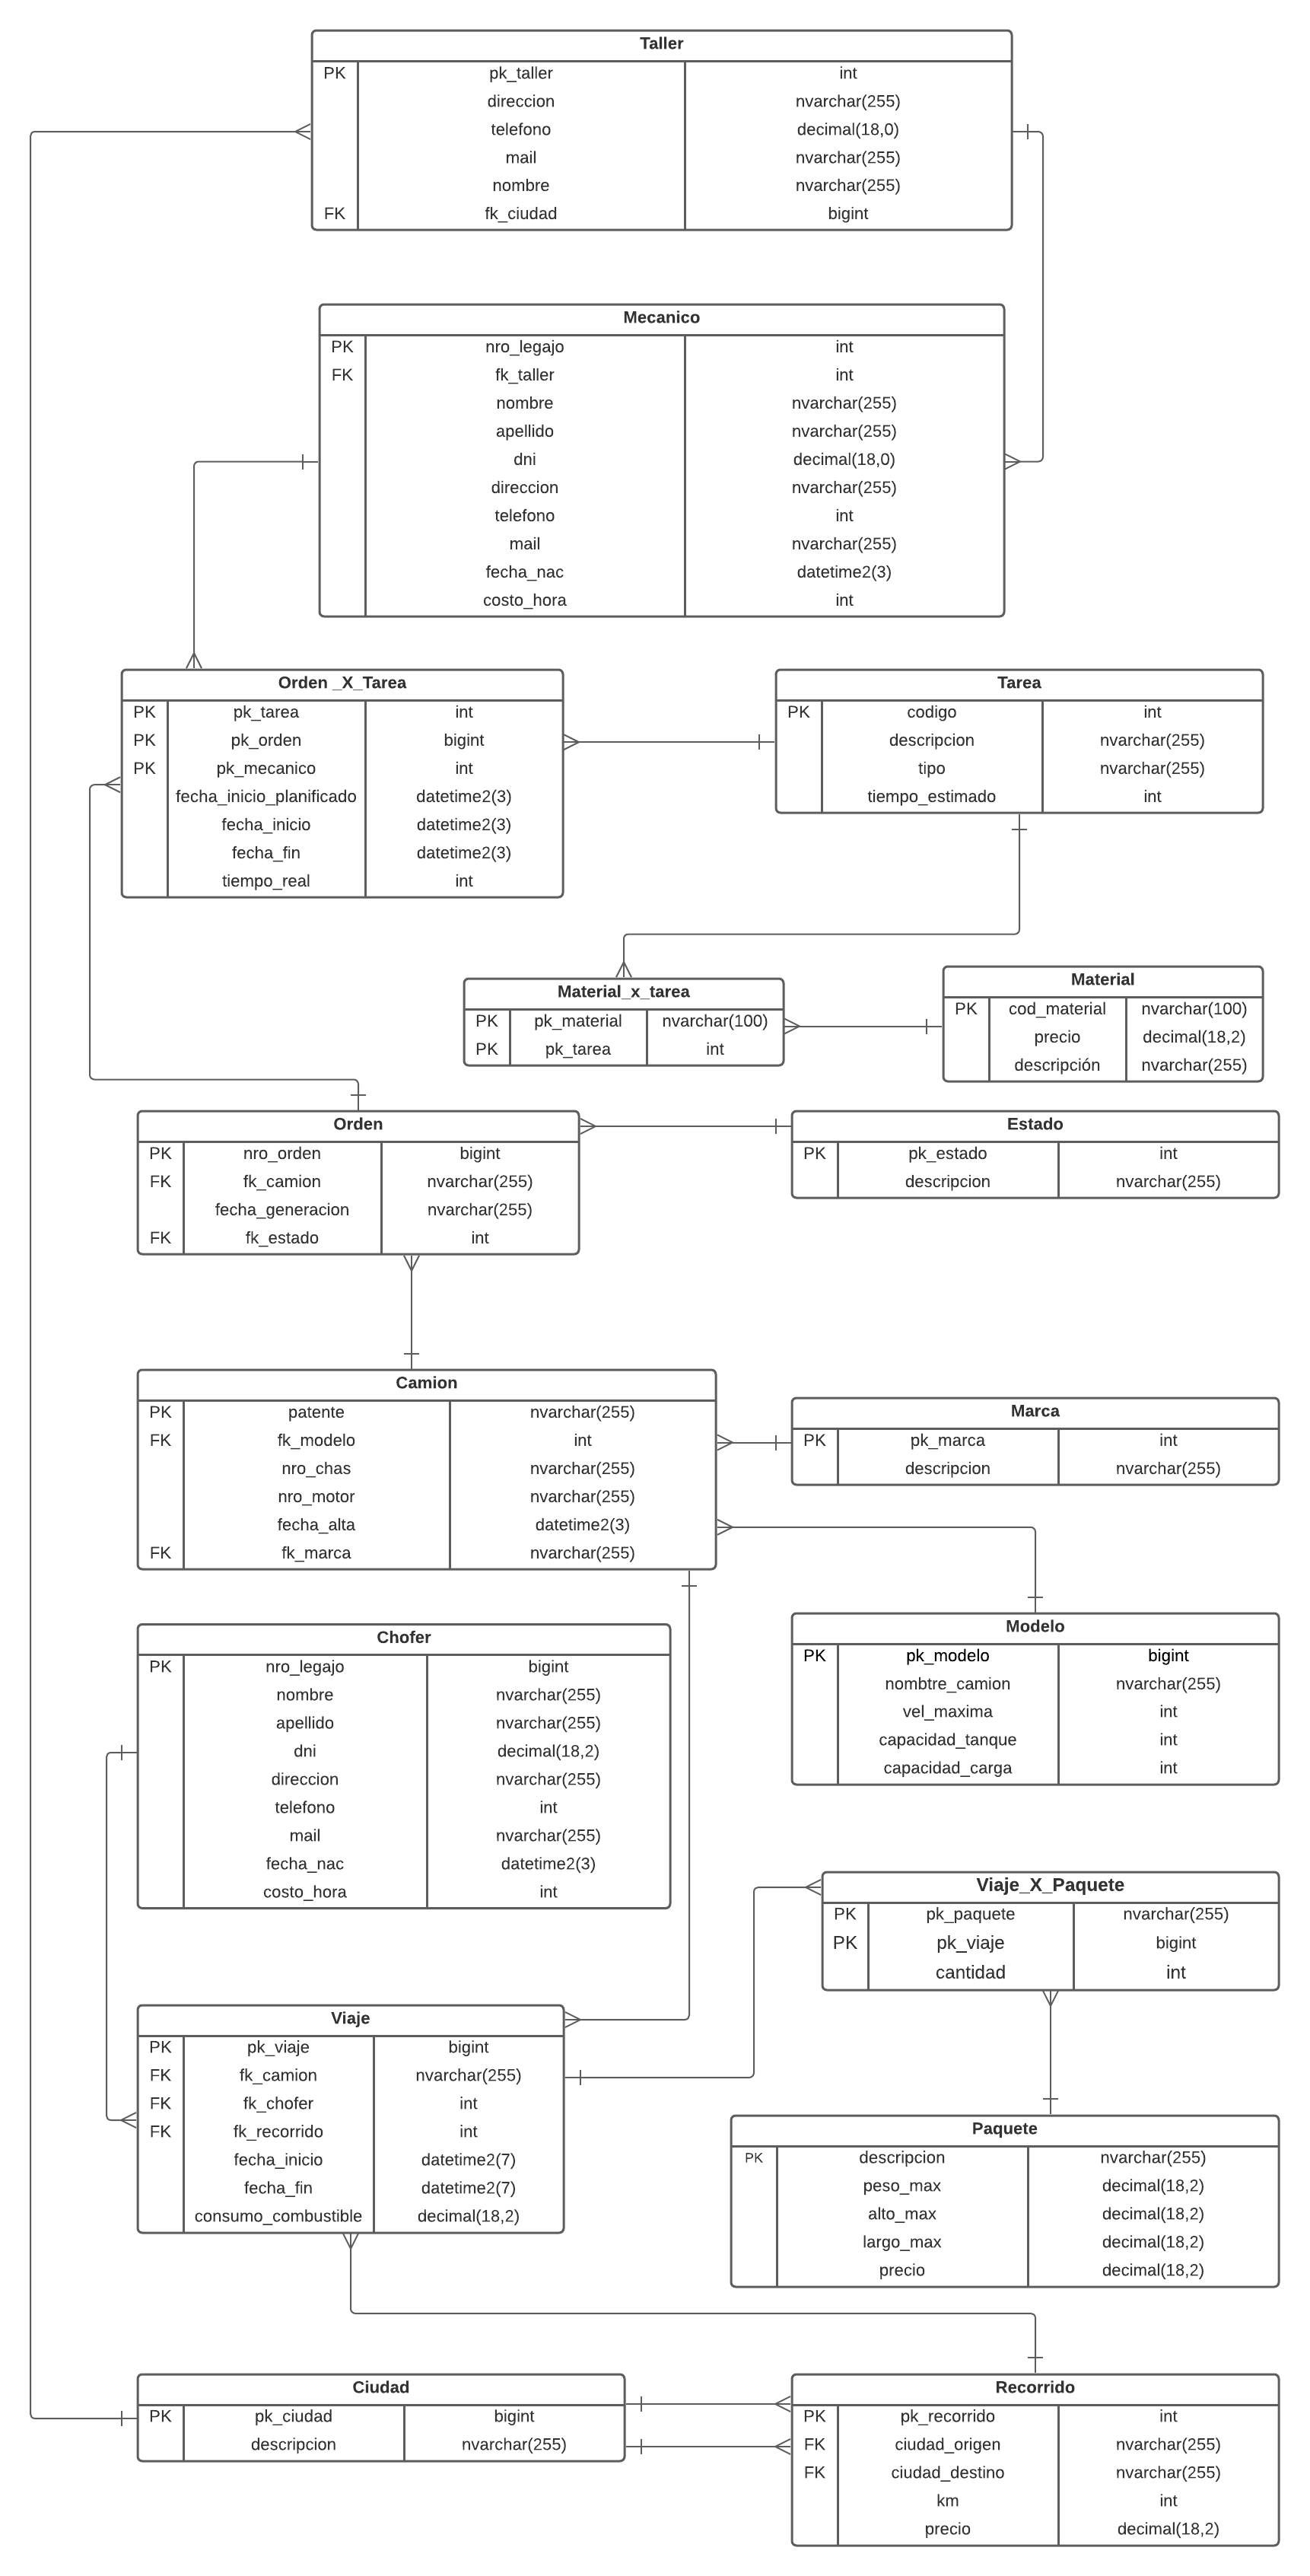 Taller
PK pk_taller int
direccion nvarchar(255)
telefono decimal(18,0)
mail nvarchar(255)
nombre nvarchar(255)
FK fk_ciudad bigint
Mecanico
PK nro_legajo int
FK fk_taller int
nombre nvarchar(255)
apellido nvarchar(255)
dni decimal(18,0)
direccion nvarchar(255)
telefono int
mail nvarchar(255)
fecha_nac datetime2(3)
costo_hora int
Orden _X_Tarea
PK pk_tarea int
PK pk_orden bigint
PK pk_mecanico int
fecha_inicio_planificado datetime2(3)
fecha_inicio datetime2(3)
fecha_fin datetime2(3)
tiempo_real int
Tarea
PK codigo int
descripcion nvarchar(255)
tipo nvarchar(255)
tiempo_estimado int
Material_x_tarea
PK pk_material nvarchar(100)
PK pk_tarea int
Material
PK cod_material nvarchar(100)
precio decimal(18,2)
descripción nvarchar(255)
Orden
PK nro_orden bigint
FK fk_camion nvarchar(255)
fecha_generacion nvarchar(255)
FK fk_estado int
Estado
PK pk_estado int
descripcion nvarchar(255)
Camion
PK patente nvarchar(255)
FK fk_modelo int
nro_chas nvarchar(255)
nro_motor nvarchar(255)
fecha_alta datetime2(3)
FK fk_marca nvarchar(255)
Marca
PK pk_marca int
descripcion nvarchar(255)
Modelo
PK pk_modelo bigint
nombtre_camion nvarchar(255)
vel_maxima int
capacidad_tanque int
capacidad_carga int
Chofer
PK nro_legajo bigint
nombre nvarchar(255)
apellido nvarchar(255)
dni decimal(18,2)
direccion nvarchar(255)
telefono int
mail nvarchar(255)
fecha_nac datetime2(3)
costo_hora int
Viaje_X_Paquete
PK pk_paquete nvarchar(255)
PK pk_viaje bigint
cantidad int
Viaje
PK pk_viaje bigint
FK fk_camion nvarchar(255)
FK fk_chofer int
FK fk_recorrido int
fecha_inicio datetime2(7)
fecha_fin datetime2(7)
consumo_combustible decimal(18,2)
Paquete
PK descripcion nvarchar(255)
peso_max decimal(18,2)
alto_max decimal(18,2)
largo_max decimal(18,2)
precio decimal(18,2)
Ciudad
PK pk_ciudad bigint
descripcion nvarchar(255)
Recorrido
PK pk_recorrido int
FK ciudad_origen nvarchar(255)
FK ciudad_destino nvarchar(255)
km int
precio decimal(18,2)